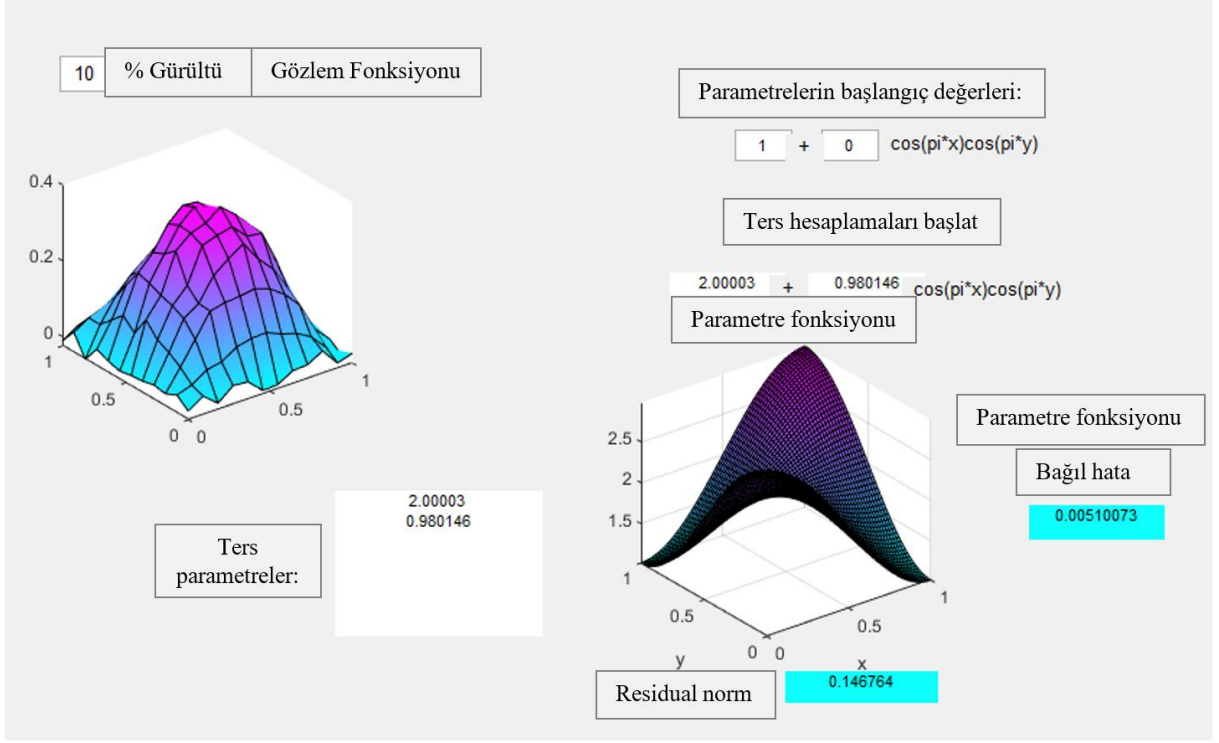 10 % Gürültü Gözlem Fonksiyonu
Parametrelerin başlangıç değerleri:
1 + 0 cos(pi*x)cos(pi*y)
Ters hesaplamaları başlat
2.00003 + 0.980146 cos(pi*x)cos(pi*y)
Parametre fonksiyonu
0.4
0.2
0
1
0.5
0
0
0.5
1
2.5
2
1.5
1
0.5
0
0
0.5
1
y
x
Parametre fonksiyonu
Bağıl hata
0.00510073
Ters
parametreler:
2.00003
0.980146
Residual norm
0.146764